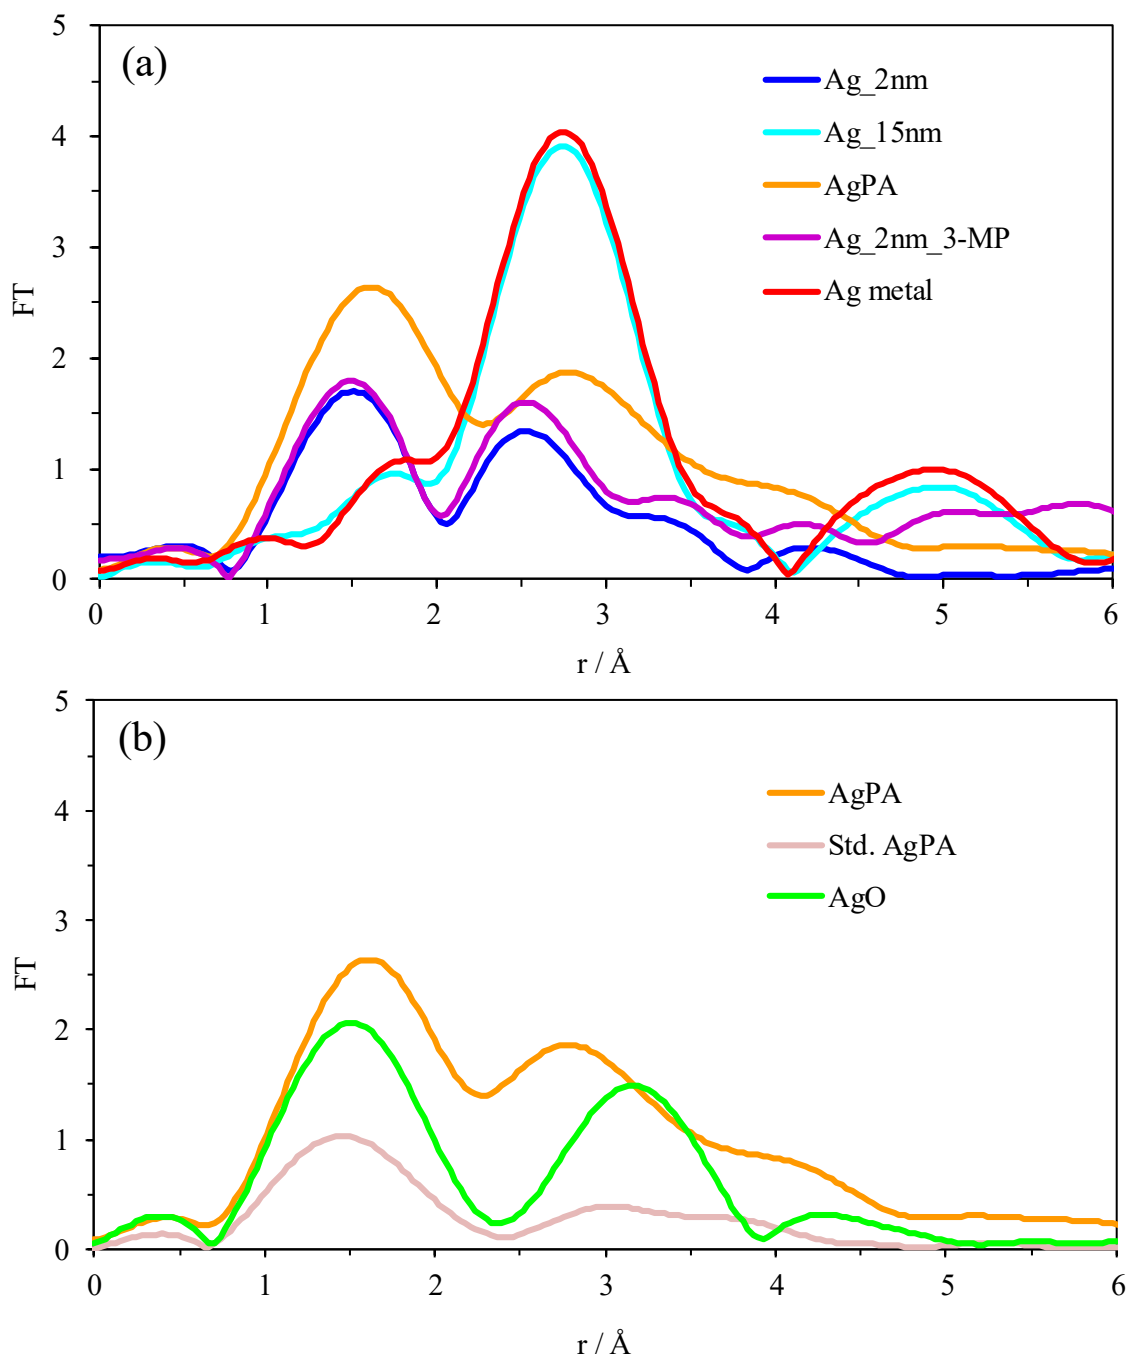 5
(a)
Ag_2nm
Ag_15nm
4
AgPA
Ag_2nm_3-MP
3
Ag metal
FT
2
1
0
0 1 2 3 4 5 6
r / Å
5
(b)
AgPA
4
Std. AgPA
AgO
3
FT
2
1
0
0 1 2 3 4 5 6
r / Å